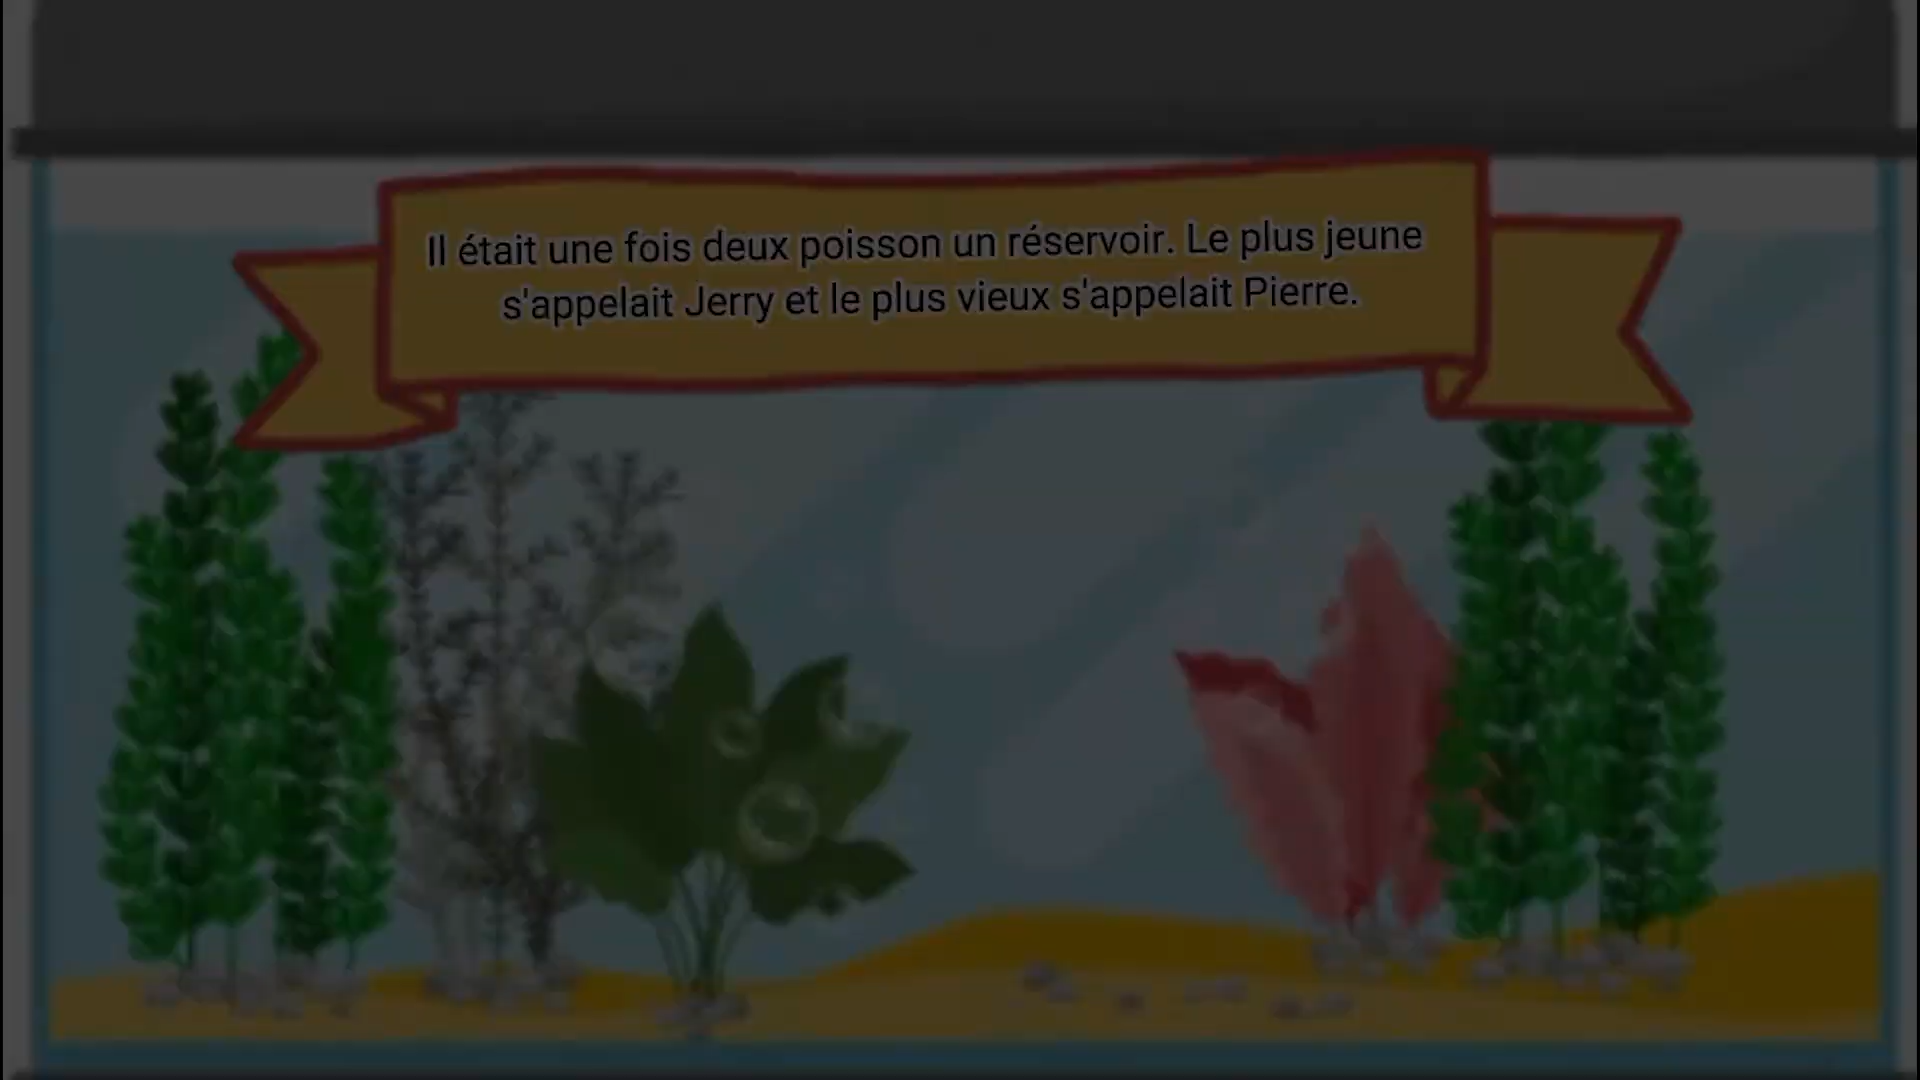 Il était une fois deux poisson un réservoir. Le plus jeune
s'appelait Jerry et le plus vieux s'appelait Pierre.